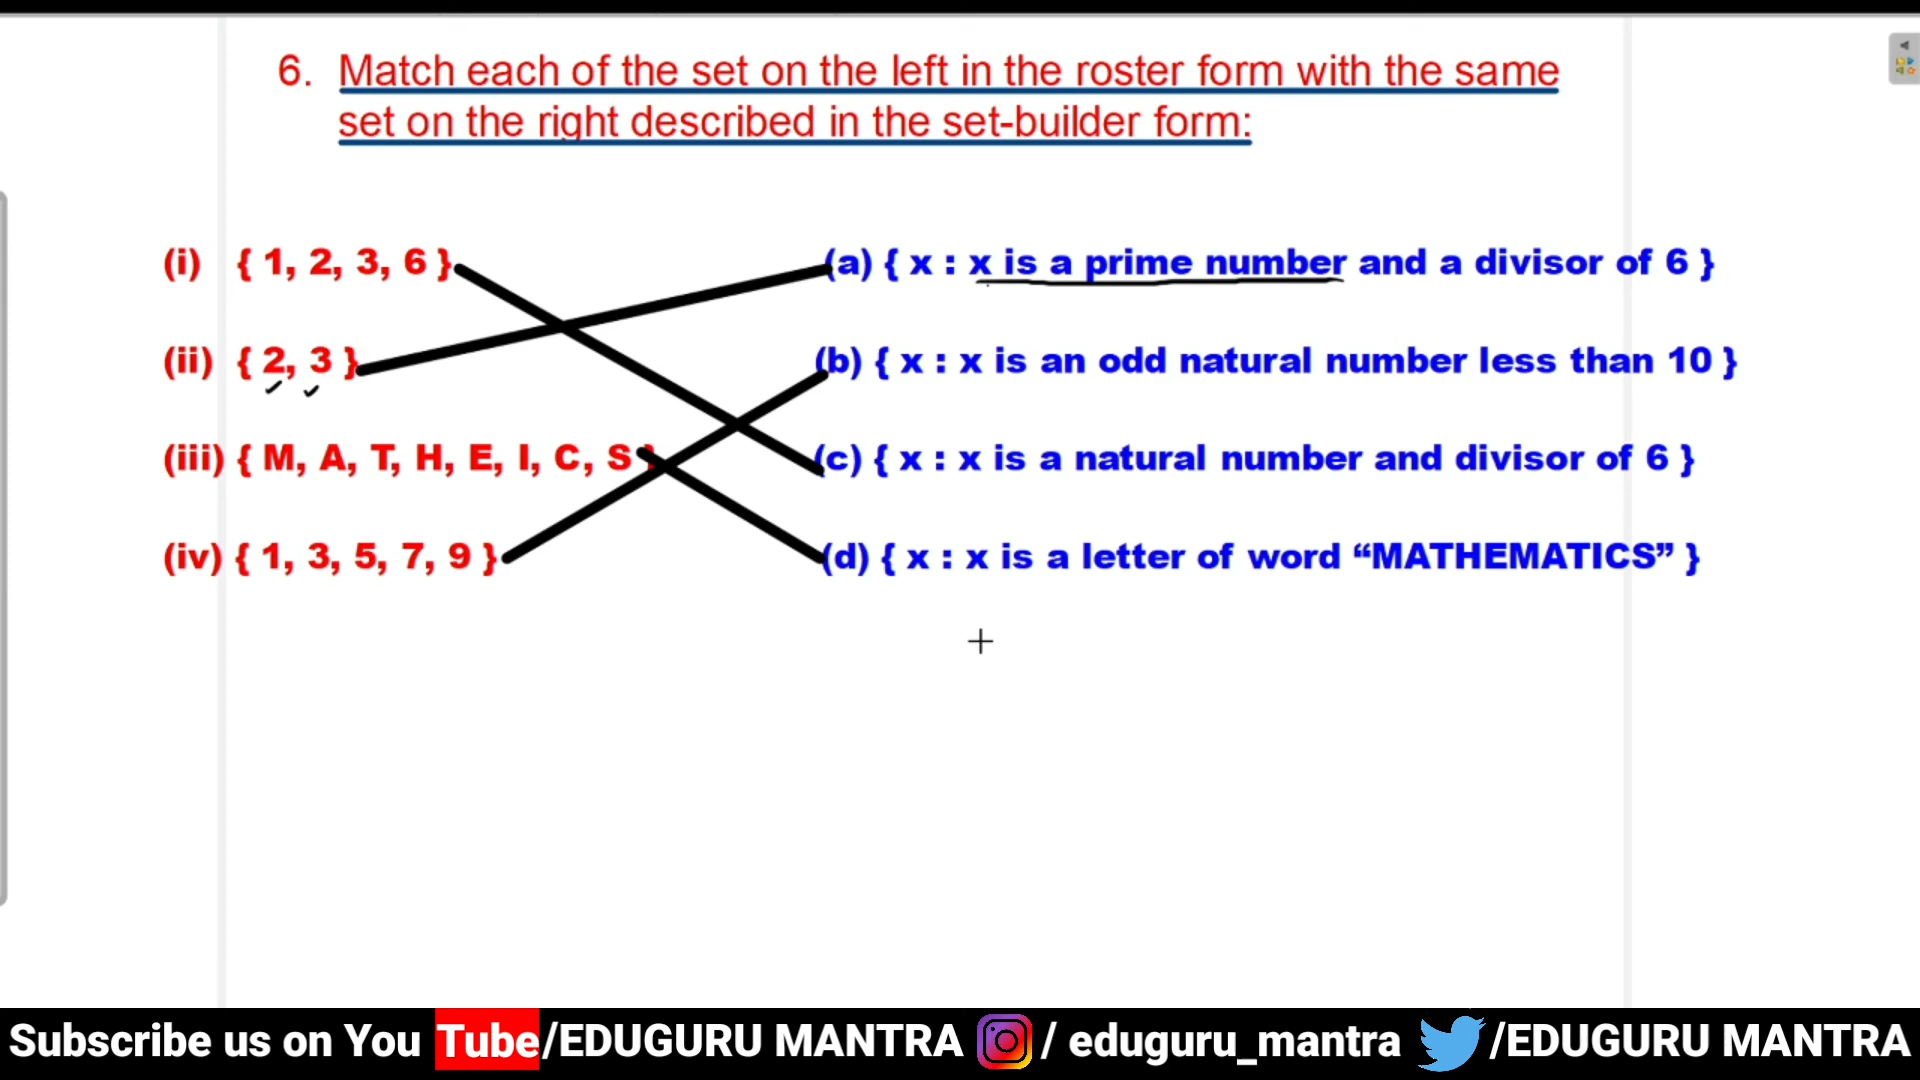 6. Match each of the set on the left in the roster form with the same
set on the right described in the set-builder form:
(i) { 1, 2, 3, 6 } (a) { x : x is a prime number and a divisor of 6 }
(ii) { 2, 3 } (b) { x : x is an odd natural number less than 10 }
(iii) { M, A, T, H, E, I, C, S } (c) { x : x is a natural number and divisor of 6 }
(iv) { 1, 3, 5, 7, 9 } (d) { x : x is a letter of word “MATHEMATICS” }
Subscribe us on You Tube/EDUGURU MANTRA / eduguru_mantra /EDUGURU MANTRA